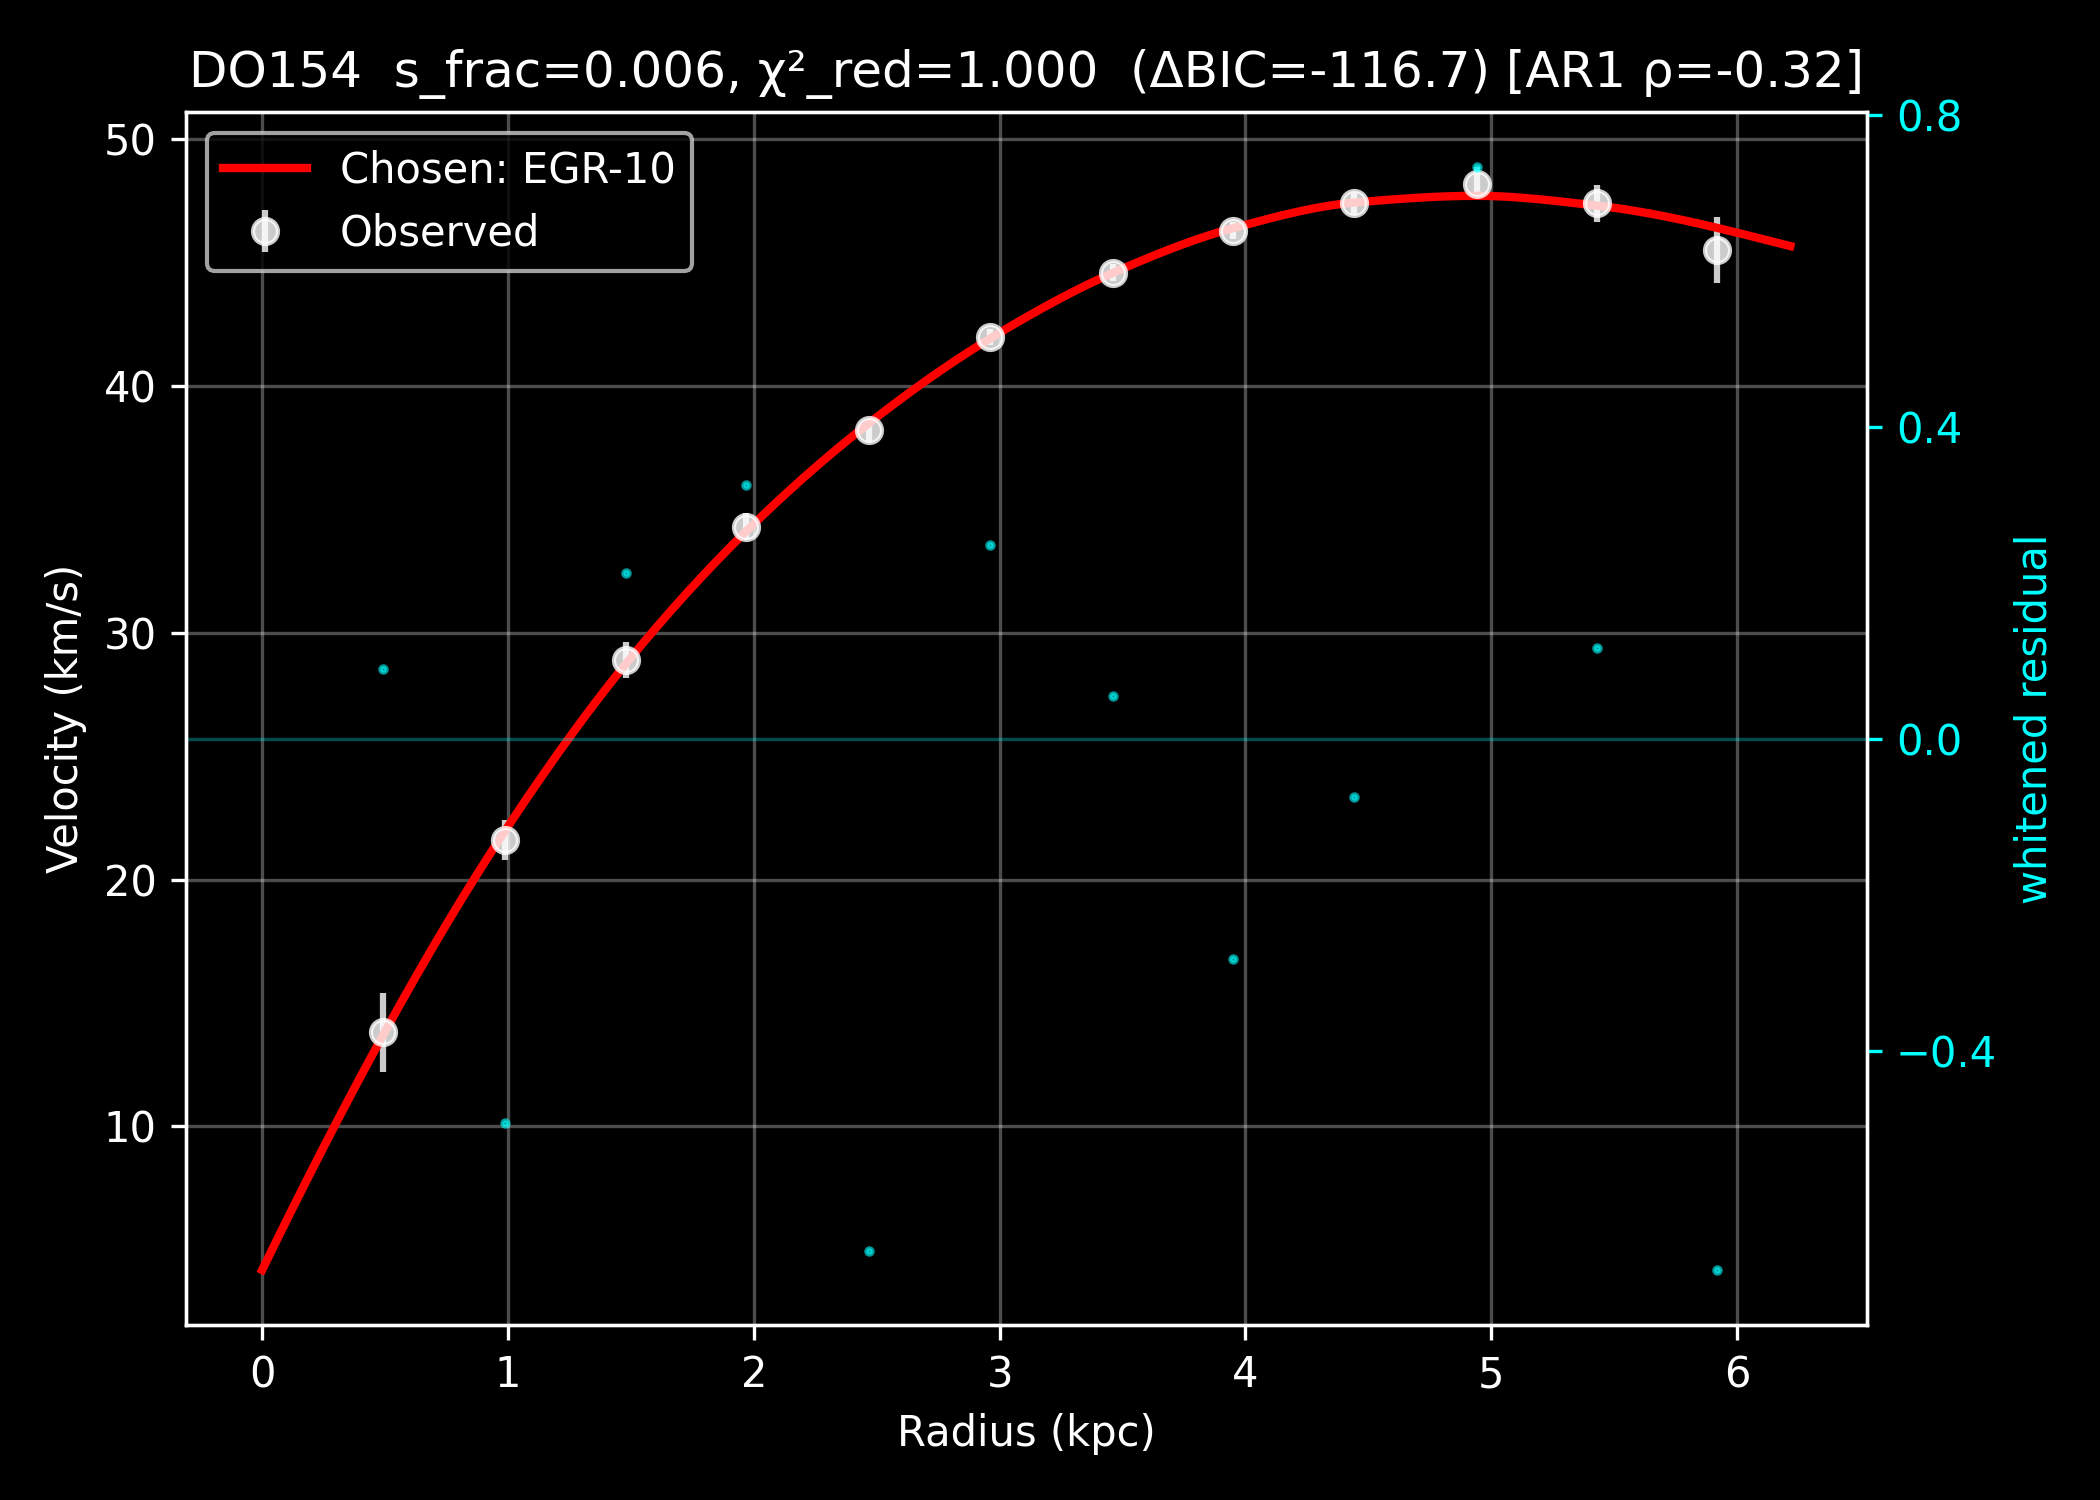 DO154  s_frac=0.006, χ²_red=1.000  (ΔBIC=-116.7) [AR1 ρ=-0.32]
Chosen: EGR-10
Observed
50
40
30
20
10
Velocity (km/s)
0.8
0.4
0.0
−0.4
whitened residual
0
1
2
3
4
5
6
Radius (kpc)